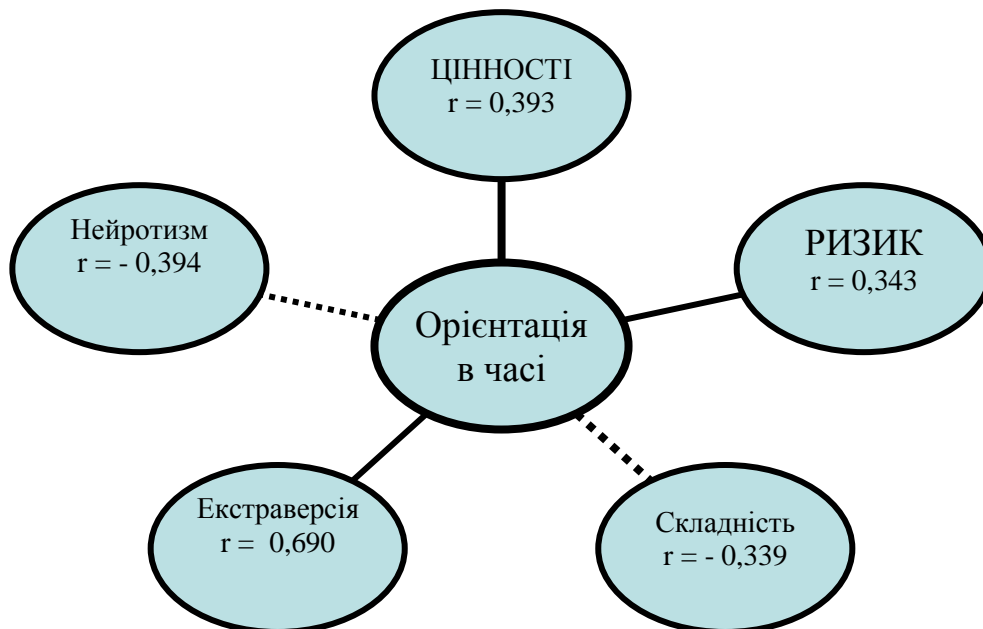 ЦІННОСТІ
r = 0,393
Нейротизм
r = - 0,394
РИЗИК
r = 0,343
Орієнтація
в часі
Екстраверсія
r =  0,690
Складність
r = - 0,339